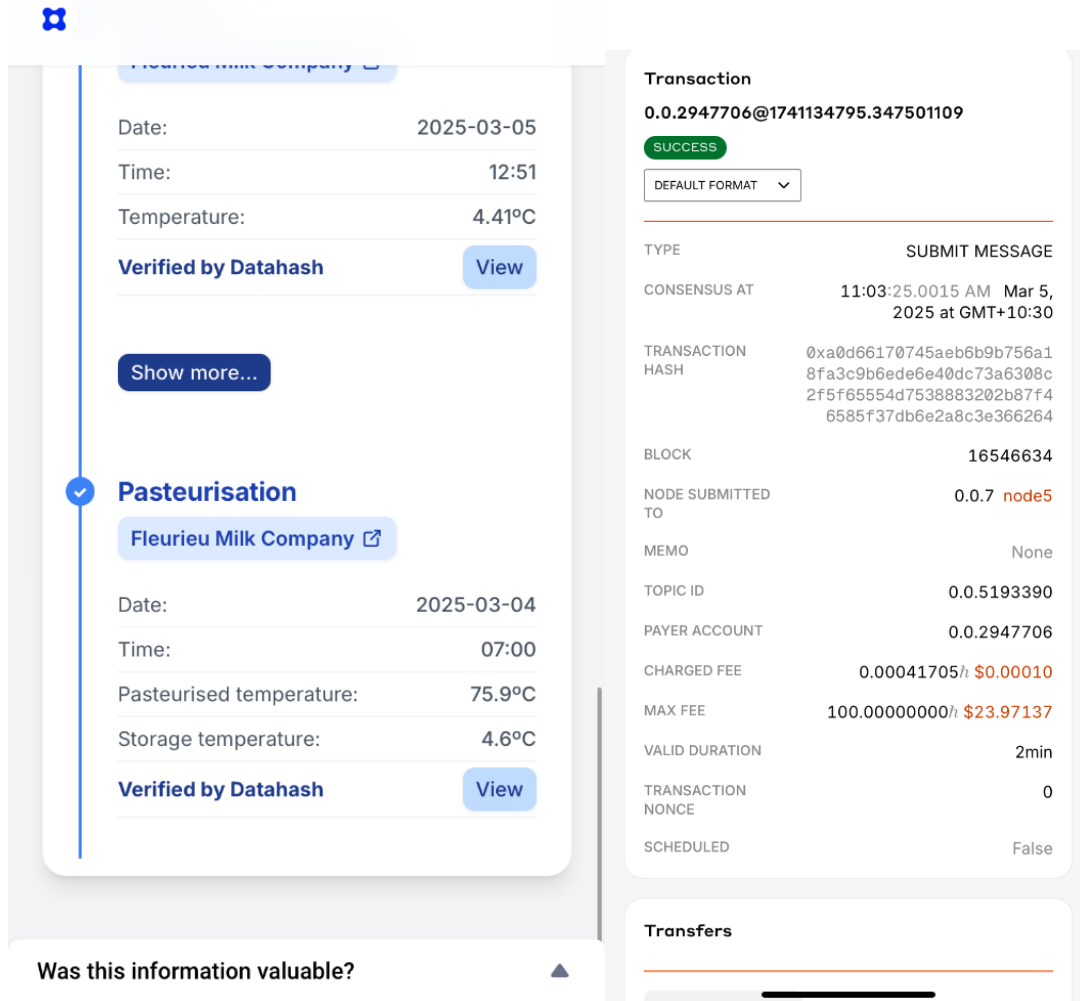 Fleurieu Milk Company
Date: 2025-03-05
Time: 12:51
Temperature: 4.41ºC
Verified by Datahash View
Show more...
Pasteurisation
Fleurieu Milk Company
Date: 2025-03-04
Time: 07:00
Pasteurised temperature: 75.9ºC
Storage temperature: 4.6ºC
Verified by Datahash View
Was this information valuable?
Transaction
0.0.2947706@1741134795.347501109
SUCCESS
DEFAULT FORMAT
TYPE SUBMIT MESSAGE
CONSENSUS AT 11:03:25.0015 AM Mar 5,
2025 at GMT+10:30
TRANSACTION 0xa0d66170745aeb6b9b756a1
HASH 8fa3c9b6ede6e40dc73a6308c
2f5f65554d7538883202b87f4
6585f37db6e2a8c3e366264
BLOCK 16546634
NODE SUBMITTED 0.0.7 node5
TO
MEMO None
TOPIC ID 0.0.5193390
PAYER ACCOUNT 0.0.2947706
CHARGED FEE 0.00041705ℏ $0.00010
MAX FEE 100.00000000ℏ $23.97137
VALID DURATION 2min
TRANSACTION 0
NONCE
SCHEDULED False
Transfers